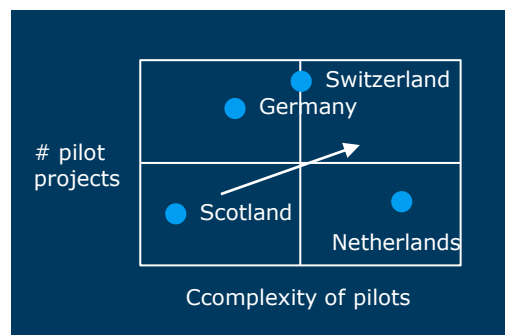 Switzerland
Germany
# pilot
projects
Scotland
Netherlands
Ccomplexity of pilots